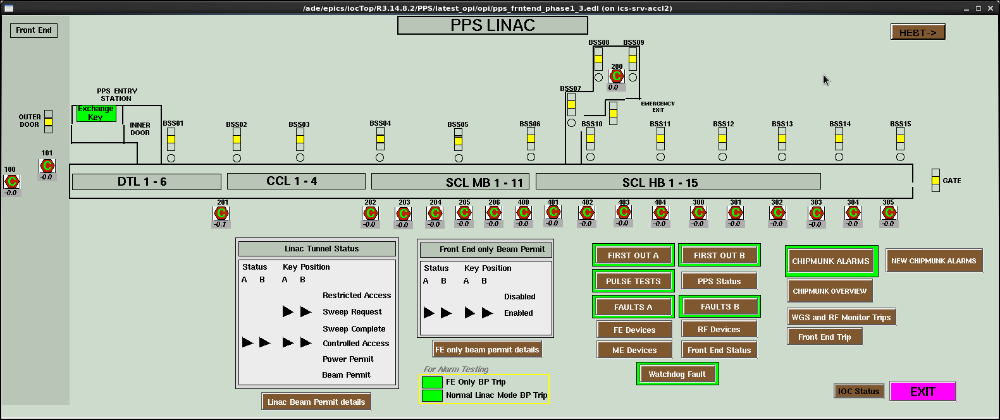 /ade/epics/iocTop/R3.14.8.2/PPS/latest_opi/opi/pps_frntend_phase1_3.edl (on ics-srv-accl2)
Front End
PPS LINAC
HEBT->
BSS08 BSS09
200
C
0.0
BSS07
EMERGENCY
EXIT
PPS ENTRY
STATION
Exchange
Key
OUTER
DOOR
INNER
DOOR
BSS01 BSS02 BSS03 BSS04 BSS05 BSS06 BSS10 BSS11 BSS12 BSS13 BSS14 BSS15
101
C
-0.0
100
C
-0.0
DTL 1 - 6
CCL 1 - 4
SCL MB 1 - 11
SCL HB 1 - 15
GATE
201 202 203 204 205 206 400 401 402 403 404 300 301 302 303 304 305
C C C C C C C C C C C C C C C C C
-0.1 -0.0 -0.0 -0.0 -0.0 -0.0 -0.0 -0.0 -0.0 -0.0 -0.0 -0.0 -0.0 -0.0 -0.0 -0.0 -0.0
Linac Tunnel Status
Status Key Position
A B A B
Restricted Access
Sweep Request
Sweep Complete
Controlled Access
Power Permit
Beam Permit
Linac Beam Permit details
Front End only Beam Permit
Status Key Position
A B A B
Disabled
Enabled
FE only beam permit details
For Alarm Testing
FE Only BP Trip
Normal Linac Mode BP Trip
FIRST OUT A FIRST OUT B
PULSE TESTS PPS Status
FAULTS A FAULTS B
FE Devices RF Devices
ME Devices Front End Status
Watchdog Fault
CHIPMUNK ALARMS NEW CHIPMUNK ALARMS
CHIPMUNK OVERVIEW
WGS and RF Monitor Trips
Front End Trip
IOC Status EXIT